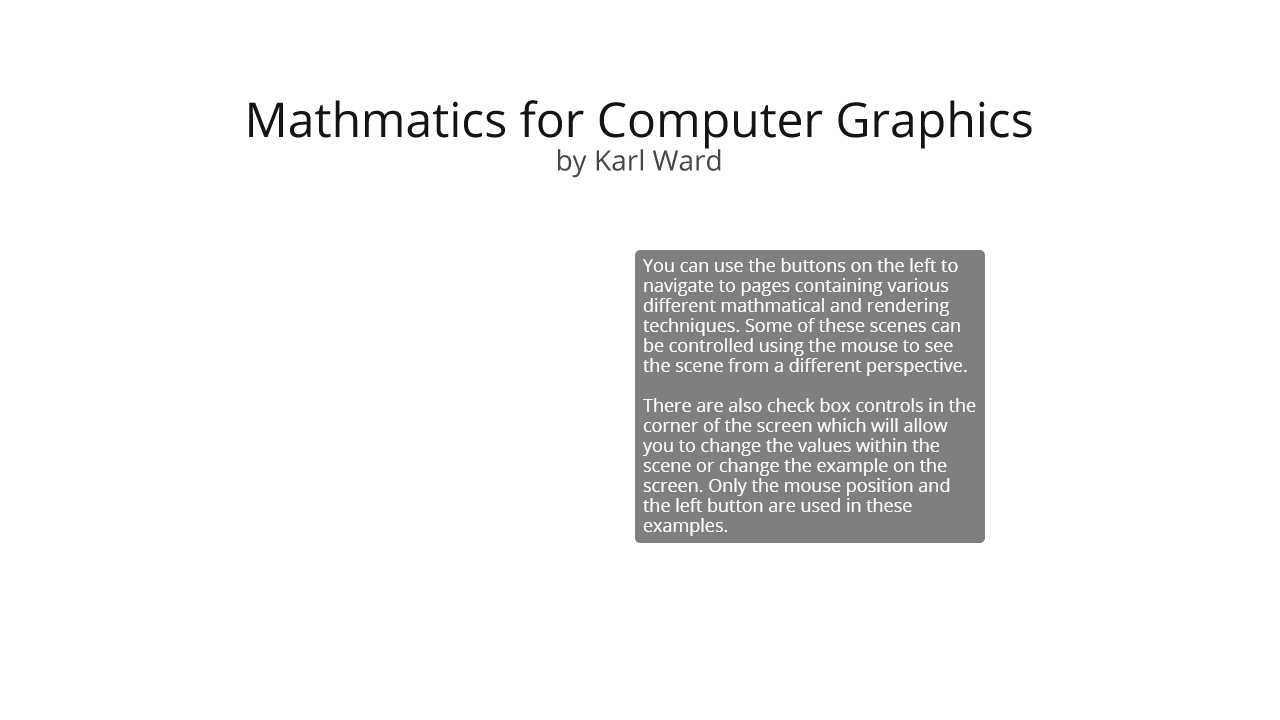 Mathmatics for Computer Graphics
by Karl Ward
You can use the buttons on the left to
navigate to pages containing various
different mathmatical and rendering
techniques. Some of these scenes can
be controlled using the mouse to see
the scene from a different perspective.
There are also check box controls in the
corner of the screen which will allow
you to change the values within the
scene or change the example on the
screen. Only the mouse position and
the left button are used in these
examples.